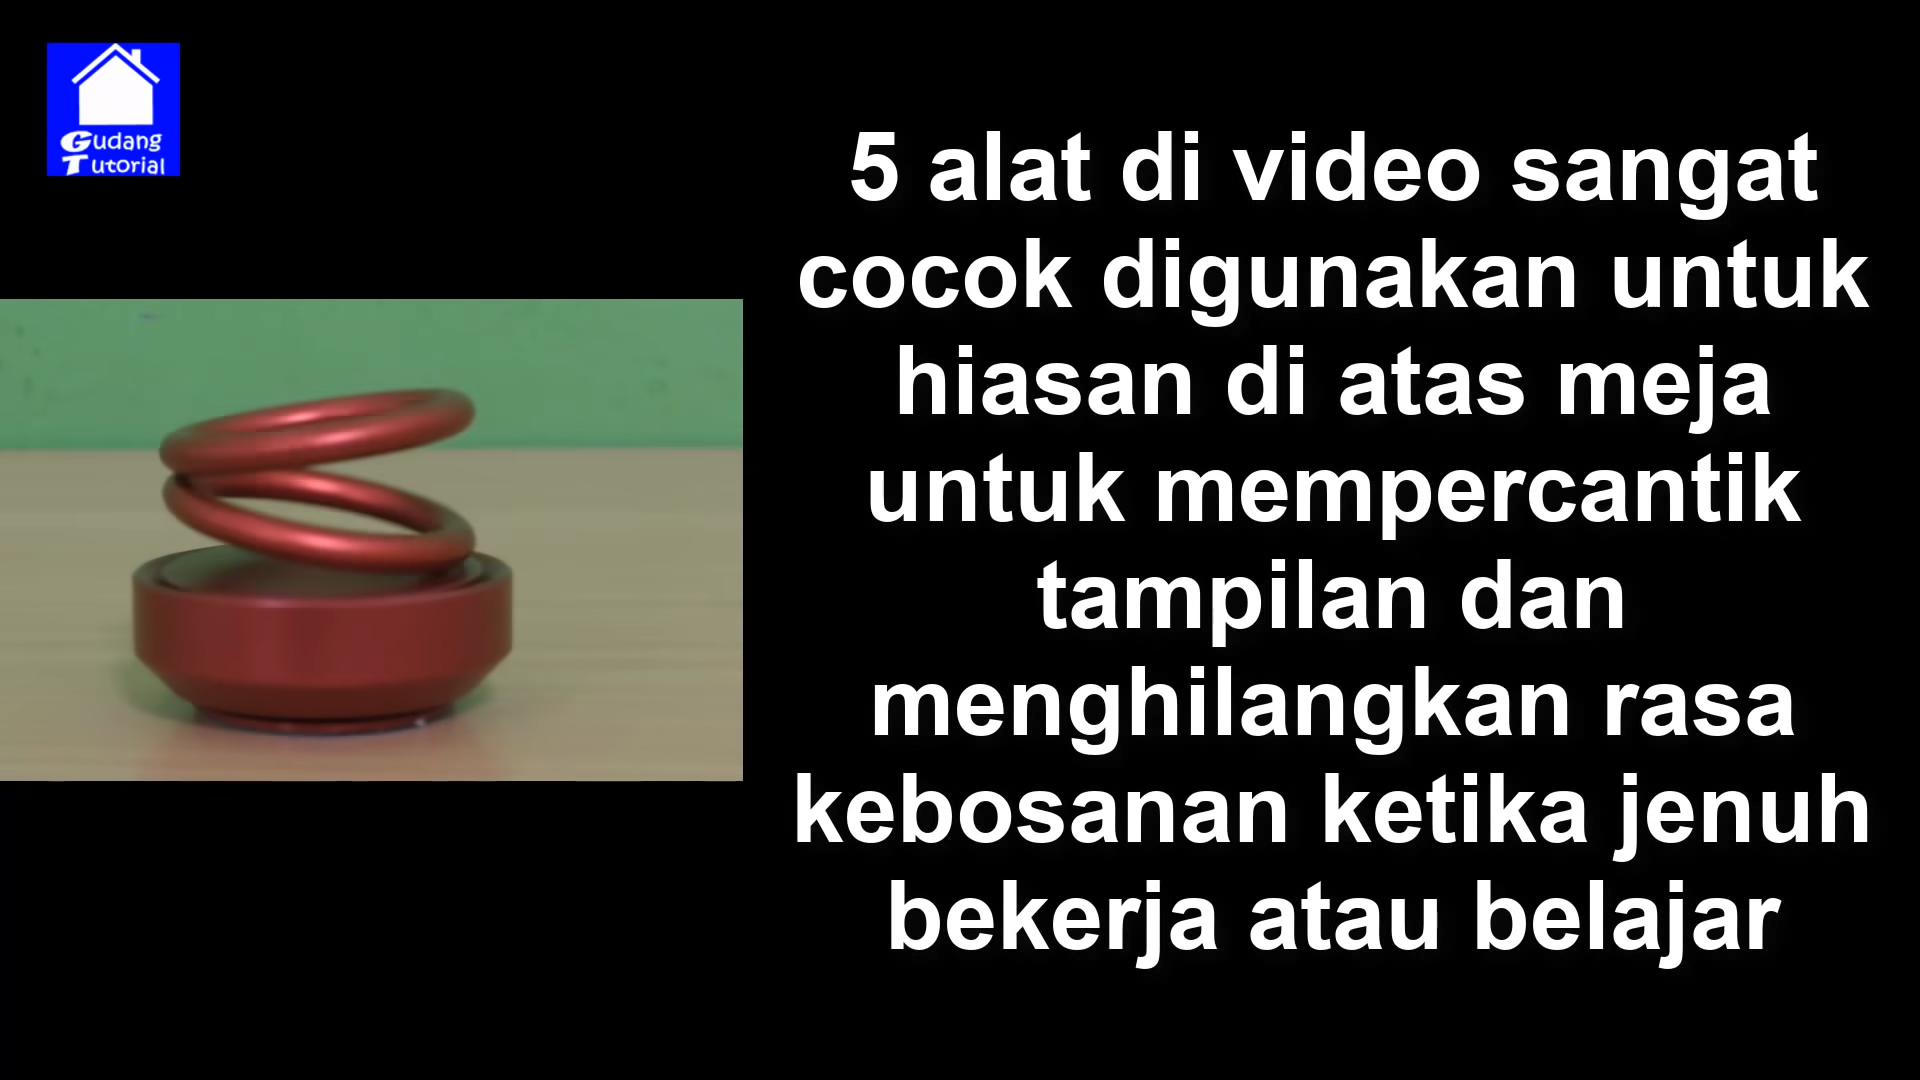 Gudang
Tutorial
5 alat di video sangat
cocok digunakan untuk
hiasan di atas meja
untuk mempercantik
tampilan dan
menghilangkan rasa
kebosanan ketika jenuh
bekerja atau belajar